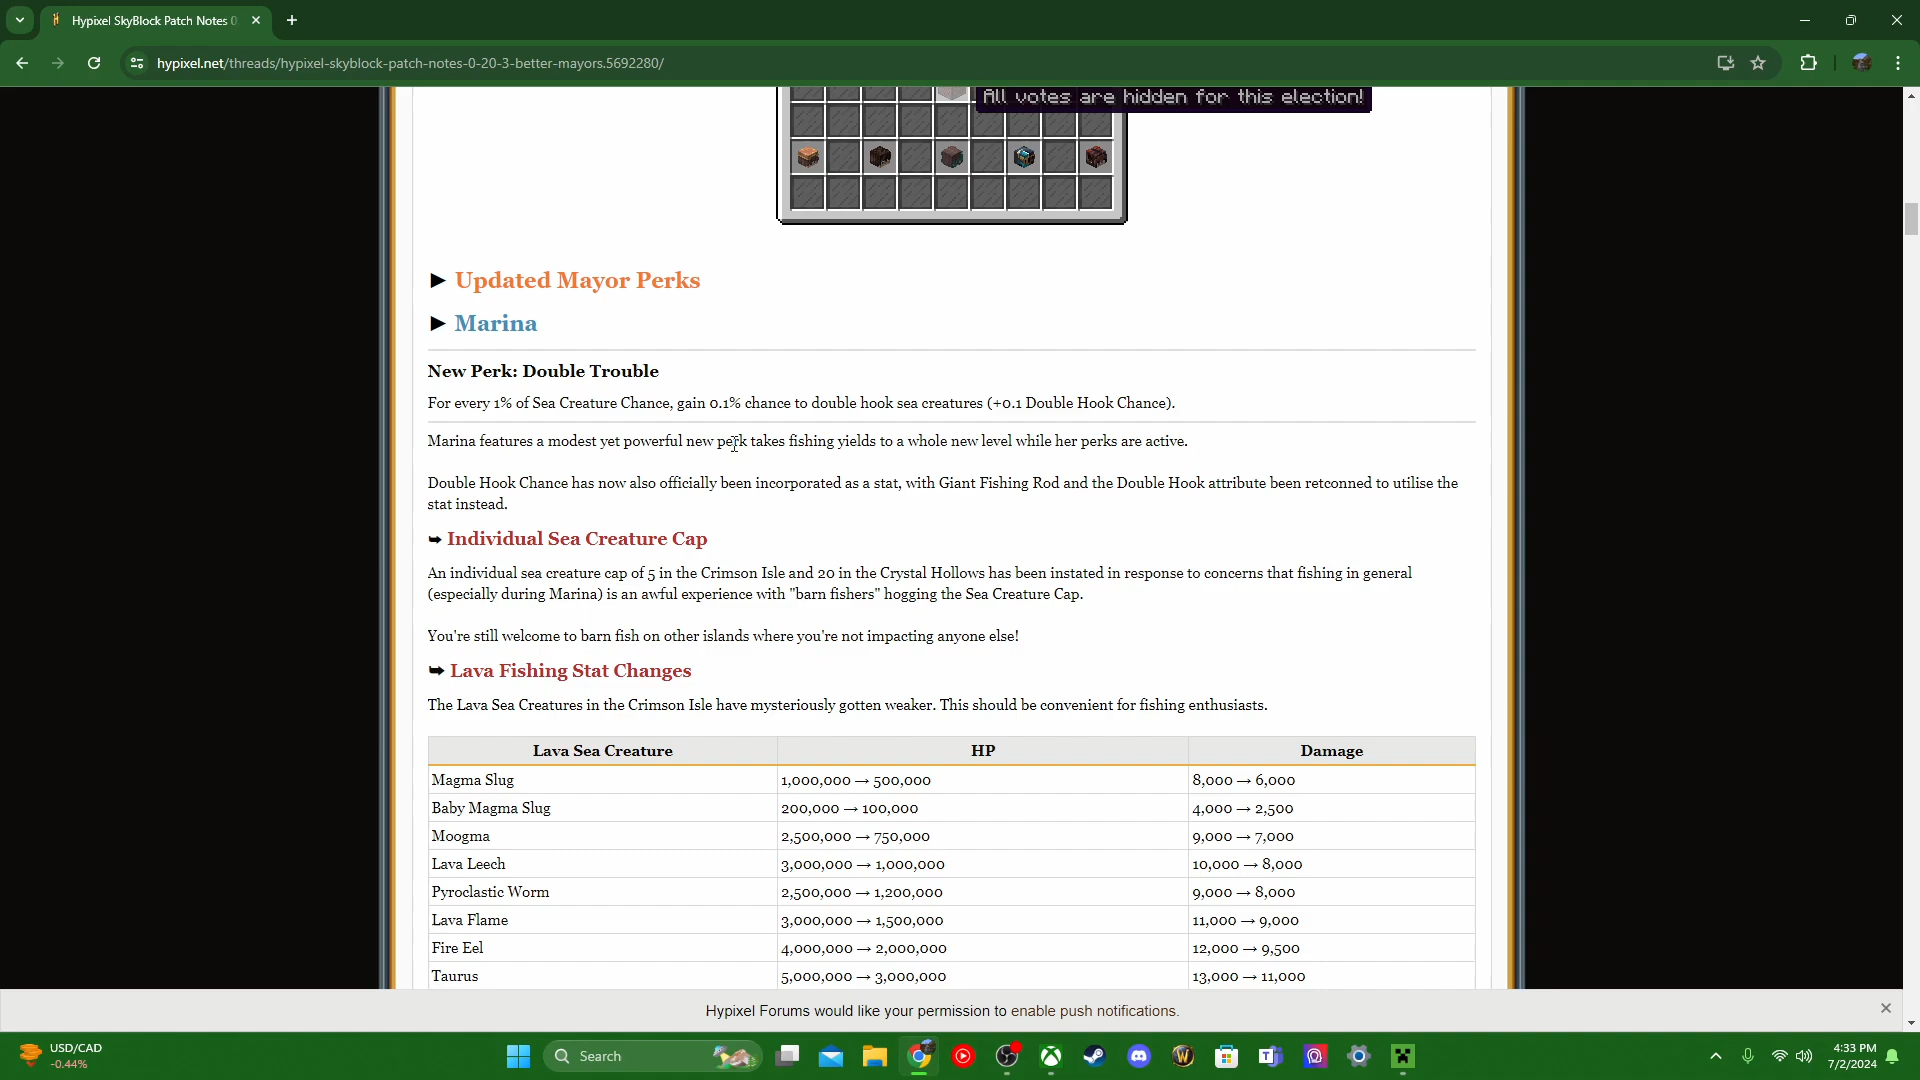 Hypixel SkyBlock Patch Notes 0
hypixel.net/threads/hypixel-skyblock-patch-notes-0-20-3-better-mayors.5692280/
All votes are hidden for this election!
► Updated Mayor Perks
► Marina
New Perk: Double Trouble
For every 1% of Sea Creature Chance, gain 0.1% chance to double hook sea creatures (+0.1 Double Hook Chance).
Marina features a modest yet powerful new perk takes fishing yields to a whole new level while her perks are active.
Double Hook Chance has now also officially been incorporated as a stat, with Giant Fishing Rod and the Double Hook attribute been retconned to utilise the
stat instead.
➥ Individual Sea Creature Cap
An individual sea creature cap of 5 in the Crimson Isle and 20 in the Crystal Hollows has been instated in response to concerns that fishing in general
(especially during Marina) is an awful experience with "barn fishers" hogging the Sea Creature Cap.
You're still welcome to barn fish on other islands where you're not impacting anyone else!
➥ Lava Fishing Stat Changes
The Lava Sea Creatures in the Crimson Isle have mysteriously gotten weaker. This should be convenient for fishing enthusiasts.
Lava Sea Creature HP Damage
Magma Slug 1,000,000 → 500,000 8,000 → 6,000
Baby Magma Slug 200,000 → 100,000 4,000 → 2,500
Moogma 2,500,000 → 750,000 9,000 → 7,000
Lava Leech 3,000,000 → 1,000,000 10,000 → 8,000
Pyroclastic Worm 2,500,000 → 1,200,000 9,000 → 8,000
Lava Flame 3,000,000 → 1,500,000 11,000 → 9,000
Fire Eel 4,000,000 → 2,000,000 12,000 → 9,500
Taurus 5,000,000 → 3,000,000 13,000 → 11,000
Hypixel Forums would like your permission to enable push notifications.
USD/CAD
-0.44%
Search
4:33 PM
7/2/2024